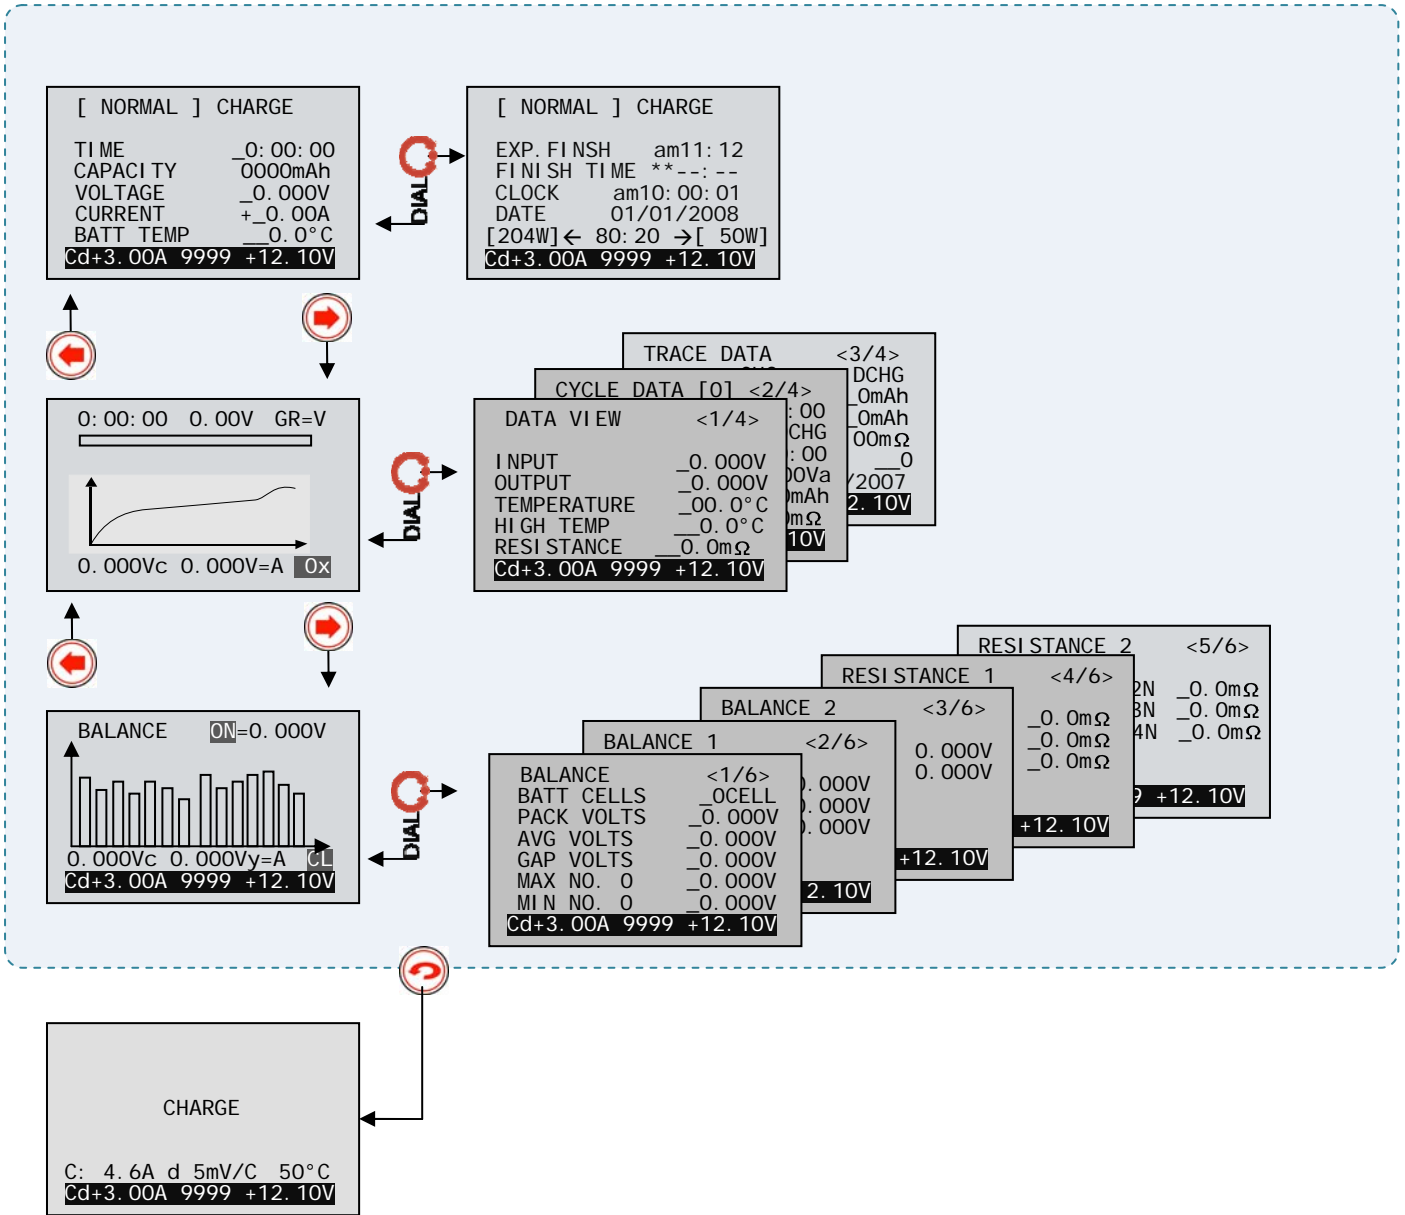 [ NORMAL ] CHARGE
TIME _0:00:00
CAPACITY 0000mAh
VOLTAGE _0.000V
CURRENT +_0.00A
BATT TEMP __0.0°C
Cd+3.00A 9999 +12.10V
DIAL
[ NORMAL ] CHARGE
EXP.FINSH am11:12
FINISH TIME **--:--
CLOCK am10:00:01
DATE 01/01/2008
[204W]← 80:20 →[ 50W]
Cd+3.00A 9999 +12.10V
0:00:00 0.00V GR=V
0.000Vc 0.000V=A 0x
DIAL
DATA VIEW <1/4>
INPUT _0.000V
OUTPUT _0.000V
TEMPERATURE _00.0°C
HIGH TEMP __0.0°C
RESISTANCE __0.0mΩ
Cd+3.00A 9999 +12.10V
CYCLE DATA [0] <2/4>
:00
CHG
:00
00Va
0mAh
0mΩ
10V
TRACE DATA <3/4>
DCHG
_0mAh
_0mAh
00mΩ
__0
/2007
2.10V
BALANCE ON=0.000V
0.000Vc 0.000Vy=A CL
Cd+3.00A 9999 +12.10V
DIAL
BALANCE <1/6>
BATT CELLS _0CELL
PACK VOLTS _0.000V
AVG VOLTS _0.000V
GAP VOLTS _0.000V
MAX NO. 0 _0.000V
MIN NO. 0 _0.000V
Cd+3.00A 9999 +12.10V
BALANCE 1 <2/6>
0.000V
0.000V
0.000V
2.10V
BALANCE 2 <3/6>
0.000V
0.000V
+12.10V
RESISTANCE 1 <4/6>
_0.0mΩ
_0.0mΩ
_0.0mΩ
+12.10V
RESISTANCE 2 <5/6>
2N _0.0mΩ
3N _0.0mΩ
4N _0.0mΩ
9 +12.10V
CHARGE
C: 4.6A d 5mV/C 50°C
Cd+3.00A 9999 +12.10V